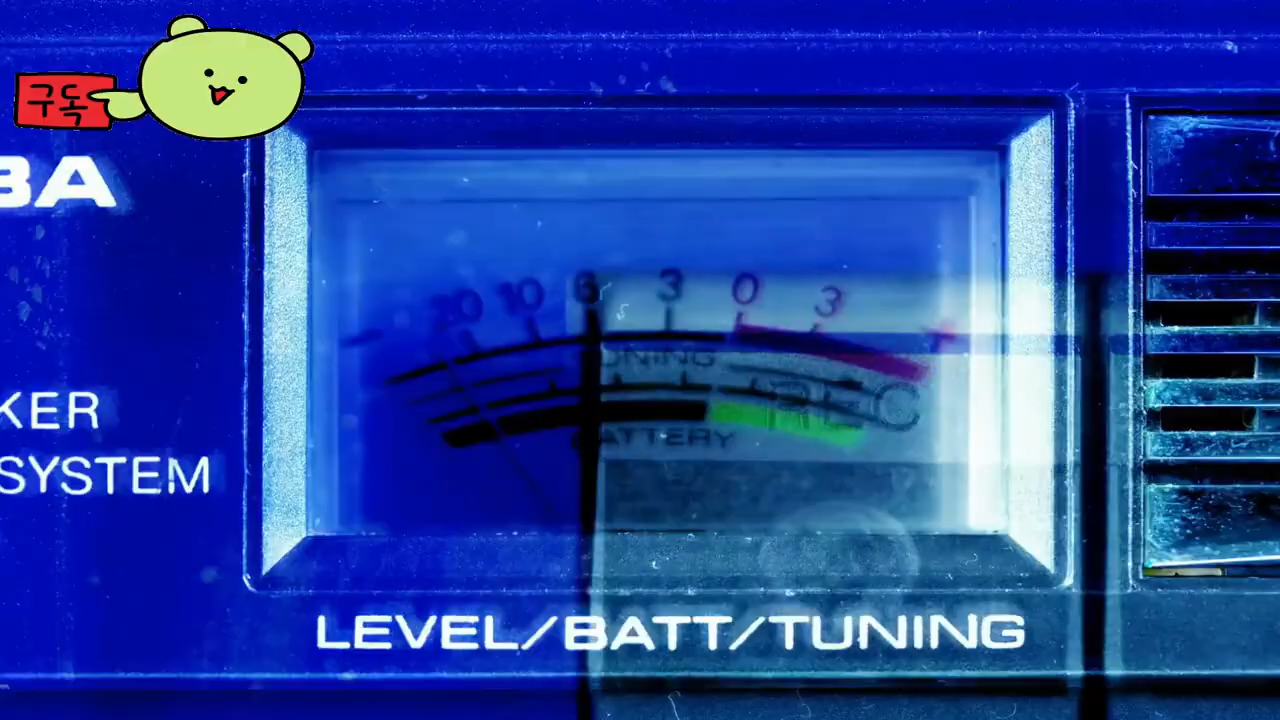 구독
BA
20 10 6 3 0 3 +
TUNING
REC
BATTERY
KER
SYSTEM
LEVEL/BATT/TUNING